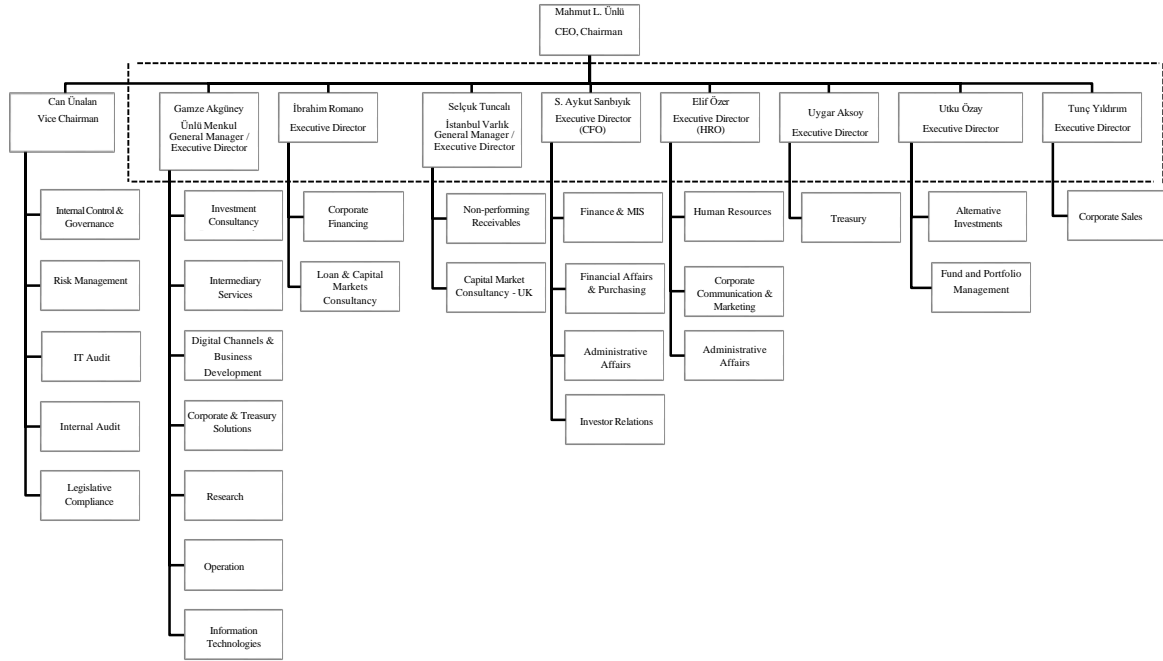 Mahmut L. Ünlü
CEO, Chairman
Can Ünalan
Vice Chairman
Gamze Akgüney
Ünlü Menkul
General Manager /
Executive Director
İbrahim Romano
Executive Director
Selçuk Tuncalı
İstanbul Varlık
General Manager /
Executive Director
S. Aykut Sarıbıyık
Executive Director
(CFO)
Elif Özer
Executive Director
(HRO)
Uygar Aksoy
Executive Director
Utku Özay
Executive Director
Tunç Yıldırım
Executive Director
Internal Control &
Governance
Risk Management
IT Audit
Internal Audit
Legislative
Compliance
Investment
Consultancy
Intermediary
Services
Digital Channels &
Business
Development
Corporate & Treasury
Solutions
Research
Operation
Information
Technologies
Corporate
Financing
Loan & Capital
Markets
Consultancy
Non-performing
Receivables
Capital Market
Consultancy - UK
Finance & MIS
Financial Affairs
& Purchasing
Administrative
Affairs
Investor Relations
Human Resources
Corporate
Communication &
Marketing
Administrative
Affairs
Treasury
Alternative
Investments
Fund and Portfolio
Management
Corporate Sales